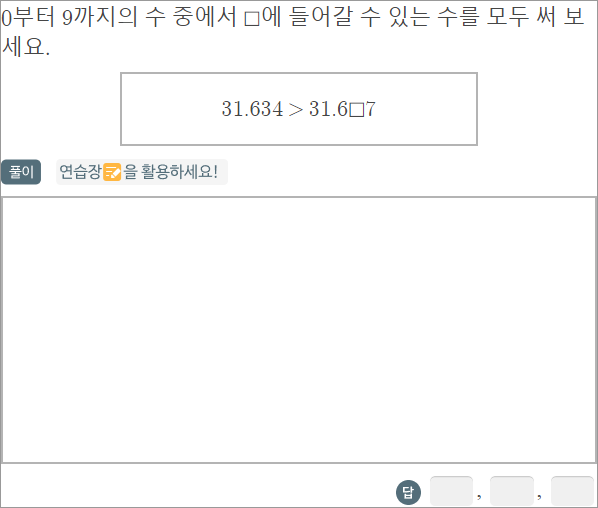 0부터 9까지의 수 중에서 □에 들어갈 수 있는 수를 모두 써 보
세요.
31.634 > 31.6□7
풀이 연습장을 활용하세요!
답 , ,